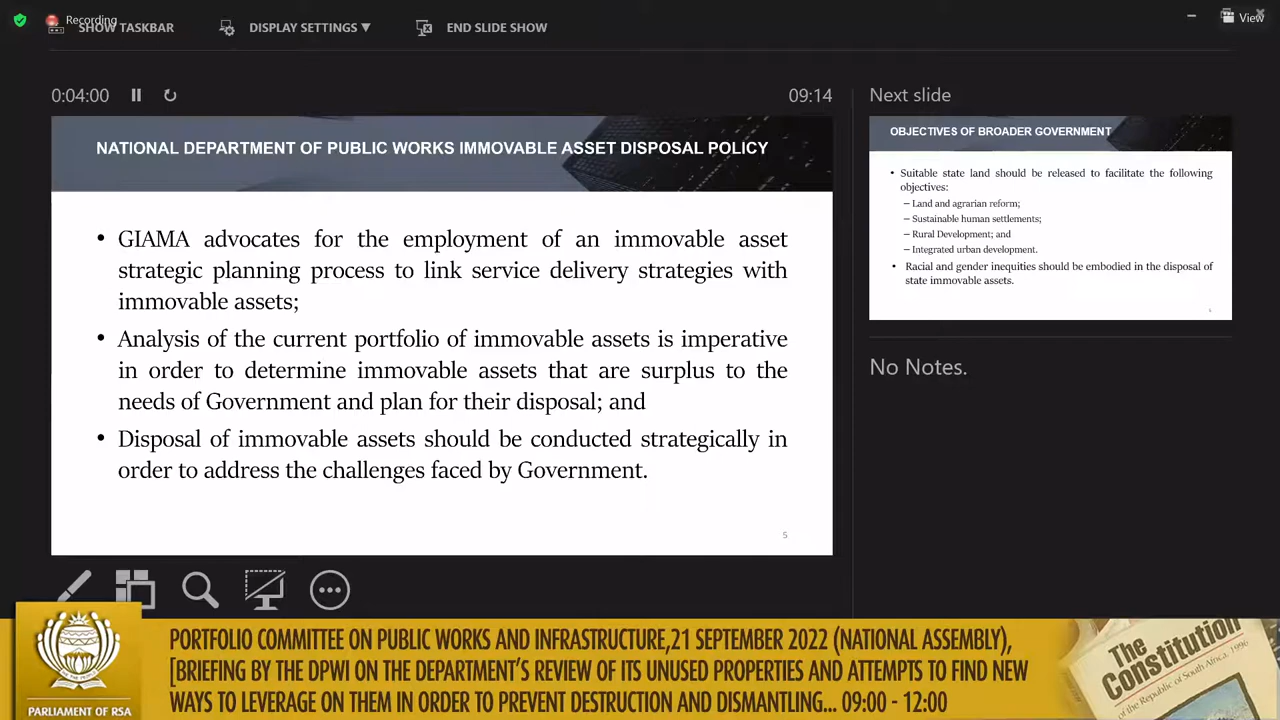 Recording
View
SHOW TASKBAR
DISPLAY SETTINGS ▼
END SLIDE SHOW
0:04:00
09:14
NATIONAL DEPARTMENT OF PUBLIC WORKS IMMOVABLE ASSET DISPOSAL POLICY
• GIAMA advocates for the employment of an immovable asset
strategic planning process to link service delivery strategies with
immovable assets;
• Analysis of the current portfolio of immovable assets is imperative
in order to determine immovable assets that are surplus to the
needs of Government and plan for their disposal; and
• Disposal of immovable assets should be conducted strategically in
order to address the challenges faced by Government.
5
Next slide
OBJECTIVES OF BROADER GOVERNMENT
• Suitable state land should be released to facilitate the following
objectives:
– Land and agrarian reform;
– Sustainable human settlements;
– Rural Development; and
– Integrated urban development.
• Racial and gender inequities should be embodied in the disposal of
state immovable assets.
No Notes.
PORTFOLIO COMMITTEE ON PUBLIC WORKS AND INFRASTRUCTURE,21 SEPTEMBER 2022 (NATIONAL ASSEMBLY),
[BRIEFING BY THE DPWI ON THE DEPARTMENT'S REVIEW OF ITS UNUSED PROPERTIES AND ATTEMPTS TO FIND NEW
WAYS TO LEVERAGE ON THEM IN ORDER TO PREVENT DESTRUCTION AND DISMANTLING... 09:00 - 12:00
PARLIAMENT OF RSA
The
Constitution
of the Republic of South Africa, 1996